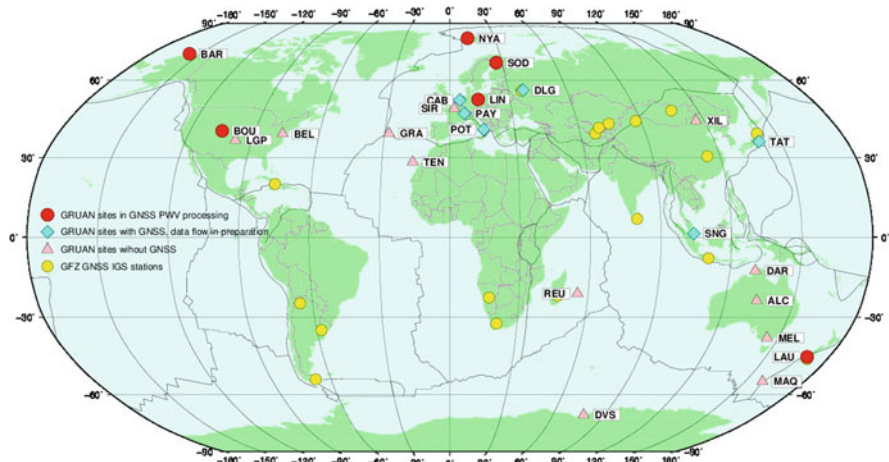 90˚
90˚
-180˚ -150˚ -120˚ -90˚ -60˚ -30˚ 0˚ 30˚ 60˚ 90˚ 120˚ 150˚ 180˚
NYA
BAR
SOD
60˚
60˚
DLG
CAB
LIN
SIR
PAY
XIL
BOU
BEL
GRA
POT
LGP
TAT
30˚
TEN
30˚
GRUAN sites in GNSS PWV processing
GRUAN sites with GNSS, data flow in preparation
SNG
0˚
0˚
GRUAN sites wihout GNSS
GFZ GNSS IGS stations
DAR
REU
ALC
-30˚
-30˚
MEL
LAU
MAQ
-60˚
-60˚
DVS
-90˚
-90˚
-180˚ -150˚ -120˚ -90˚ -60˚ -30˚ 0˚ 30˚ 60˚ 90˚ 120˚ 150˚ 180˚